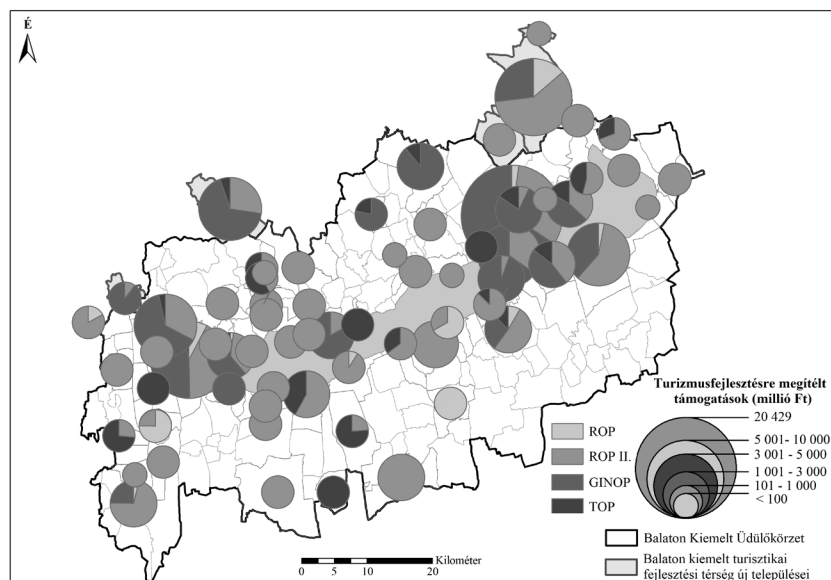 É
Turizmusfejlesztésre megítélt
támogatások (millió Ft)
20 429
5 001- 10 000
3 001 - 5 000
1 001 - 3 000
101 - 1 000
< 100
ROP
ROP II.
GINOP
TOP
Balaton Kiemelt Üdülőkörzet
Balaton kiemelt turisztikai
fejlesztési térség új települései
Kilométer
0 5 10 20